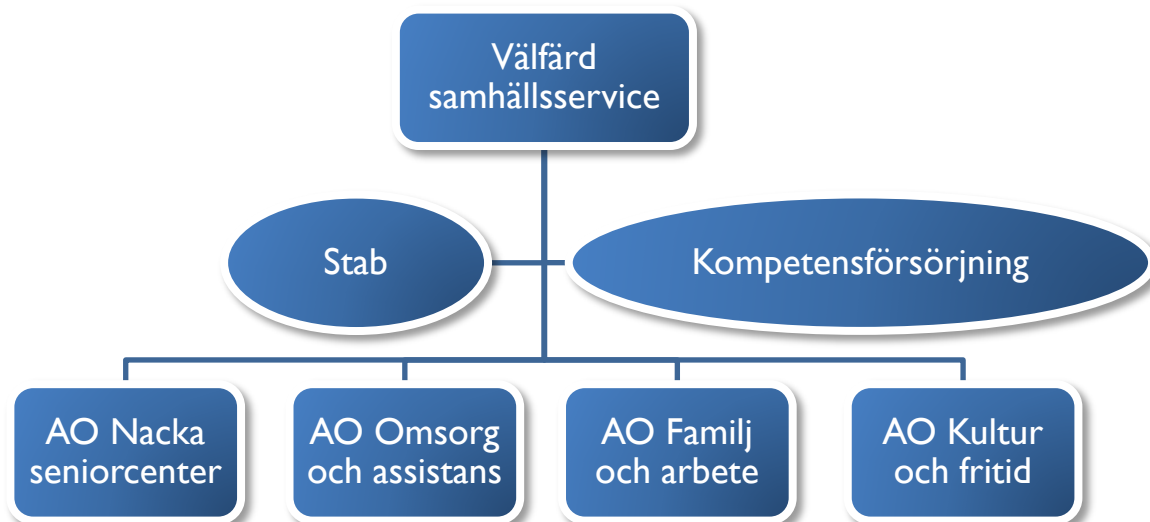 Välfärd
samhällsservice
Stab
Kompetensförsörjning
AO Nacka
seniorcenter
AO Omsorg
och assistans
AO Familj
och arbete
AO Kultur
och fritid